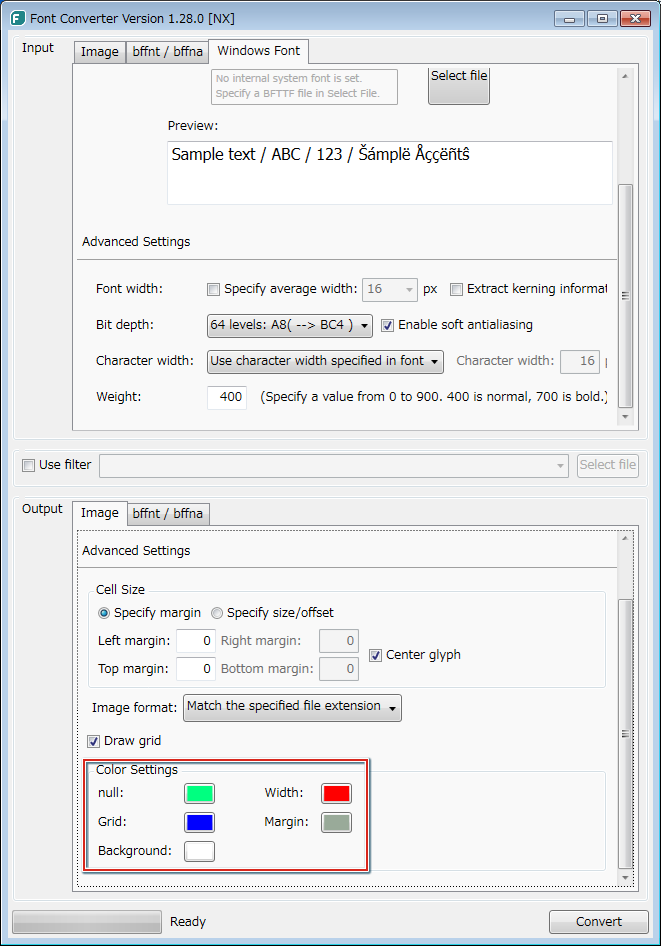 Font Converter Version 1.28.0 [NX]
Input
Image
bffnt / bffna
Windows Font
No internal system font is set.
Specify a BFTTF file in Select File.
Select file
Preview:
Sample text / ABC / 123 / Šámplë Åççëñtŝ
Advanced Settings
Font width:
Specify average width:
16
px
Extract kerning informat
Bit depth:
64 levels: A8( --> BC4 )
Enable soft antialiasing
Character width:
Use character width specified in font
Character width:
16
Weight:
400
(Specify a value from 0 to 900. 400 is normal, 700 is bold.)
Use filter
Select file
Output
Image
bffnt / bffna
Advanced Settings
Cell Size
Specify margin
Specify size/offset
Left margin:
0
Right margin:
0
Top margin:
0
Bottom margin:
0
Center glyph
Image format:
Match the specified file extension
Draw grid
Color Settings
null:
Width:
Grid:
Margin:
Background:
Ready
Convert